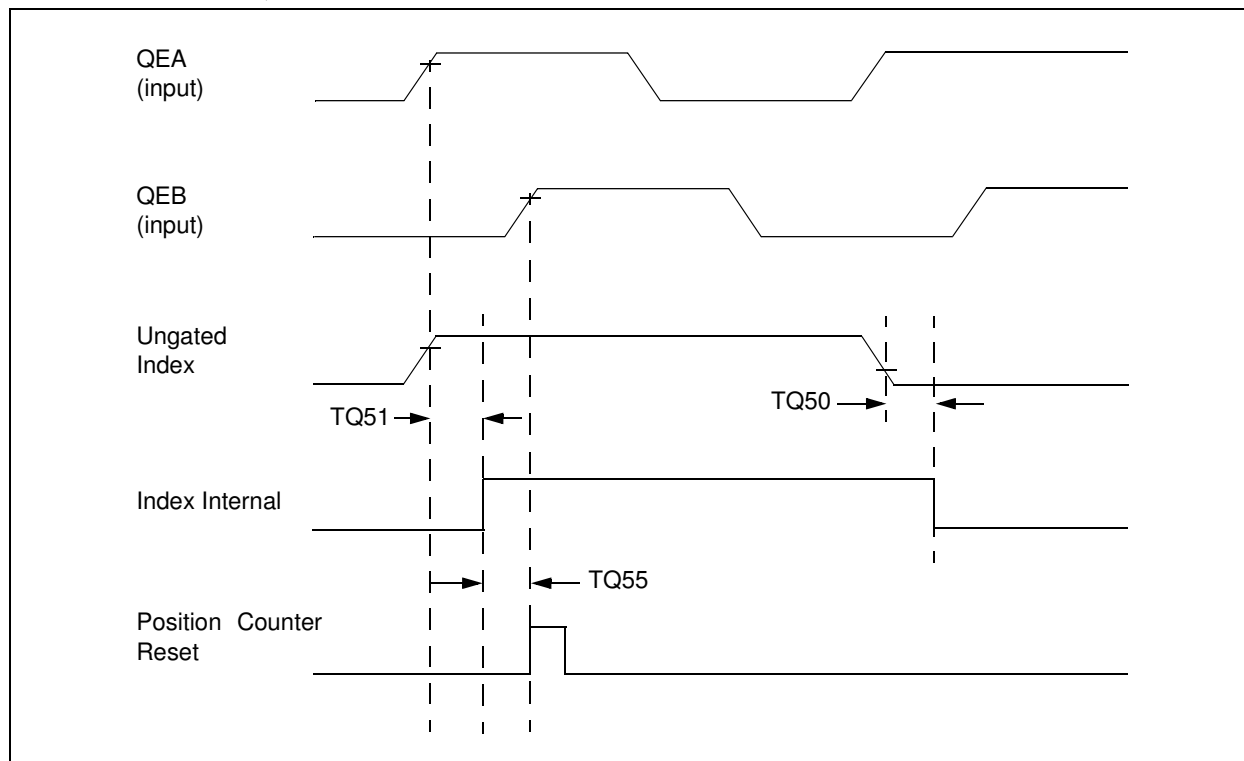 QEA
(input)
QEB
(input)
Ungated
Index
TQ51
TQ50
Index Internal
TQ55
Position Counter
Reset